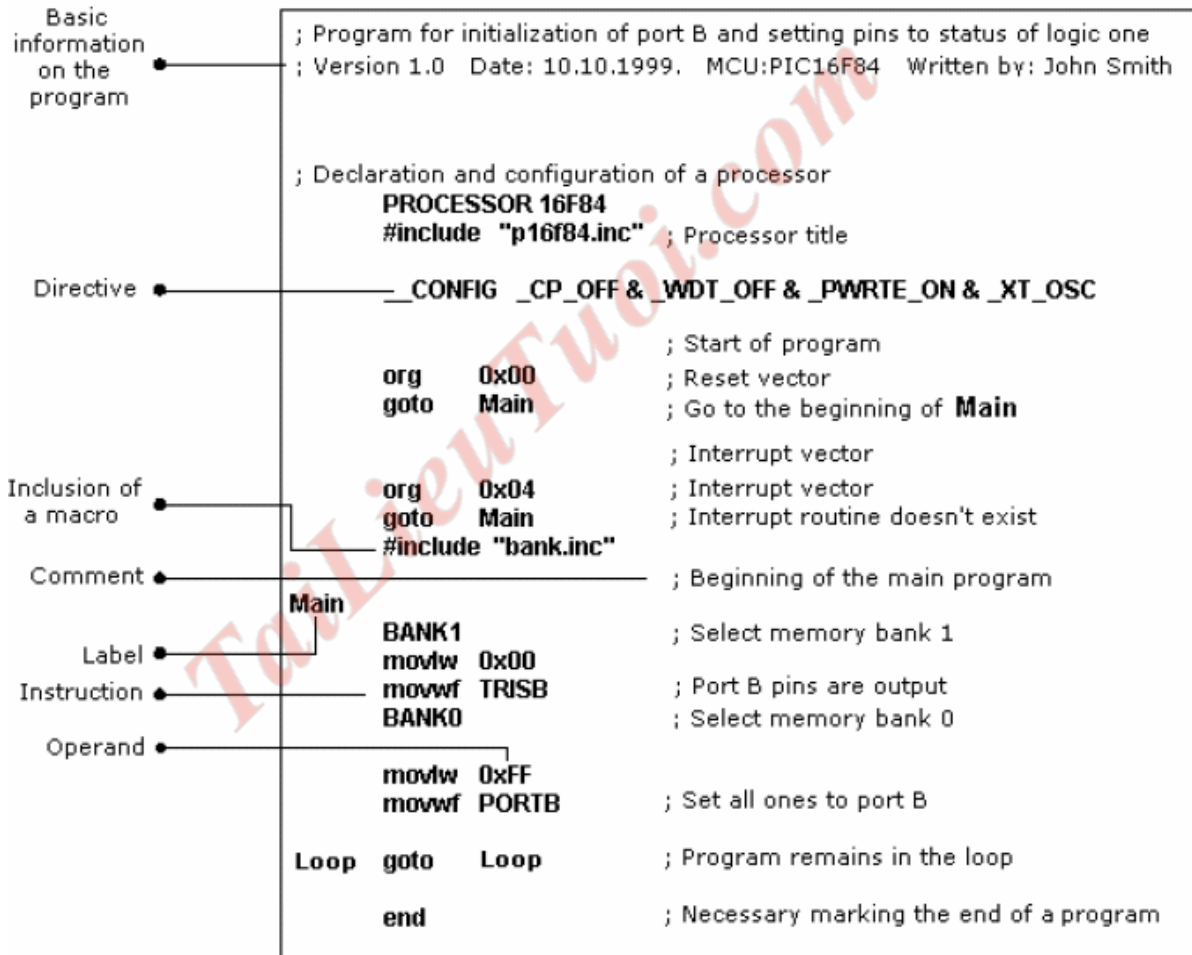 Basic
information
on the
program
; Program for initialization of port B and setting pins to status of logic one
; Version 1.0 Date: 10.10.1999. MCU:PIC16F84 Written by: John Smith
; Declaration and configuration of a processor
PROCESSOR 16F84
#include "p16f84.inc" ; Processor title
Directive
__CONFIG _CP_OFF & _WDT_OFF & _PWRTE_ON & _XT_OSC
; Start of program
org 0x00 ; Reset vector
goto Main ; Go to the beginning of Main
; Interrupt vector
Inclusion of
a macro
org 0x04 ; Interrupt vector
goto Main ; Interrupt routine doesn't exist
#include "bank.inc"
Comment
; Beginning of the main program
Main
BANK1 ; Select memory bank 1
Label
movlw 0x00
Instruction
movwf TRISB ; Port B pins are output
BANK0 ; Select memory bank 0
Operand
movlw 0xFF
movwf PORTB ; Set all ones to port B
Loop goto Loop ; Program remains in the loop
end ; Necessary marking the end of a program
TaiLieuTuoi.com